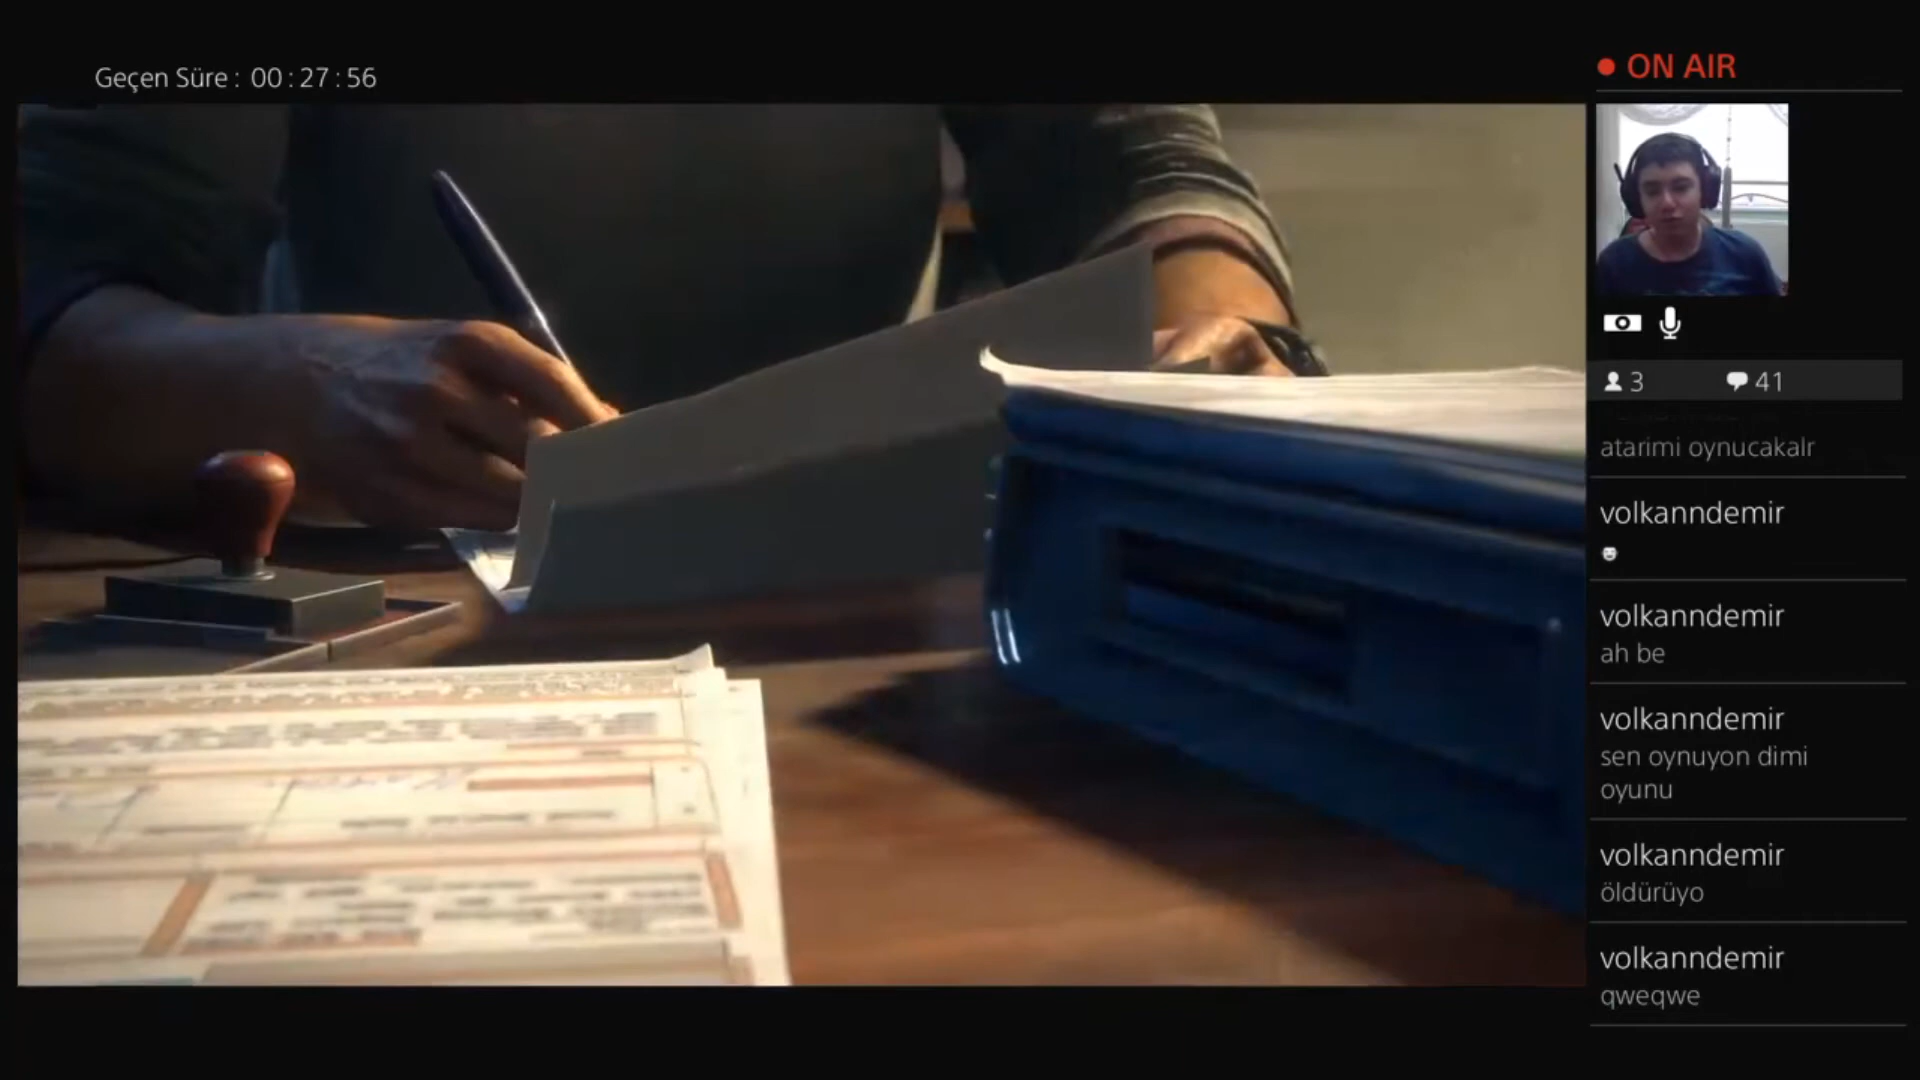 Geçen Süre : 00 : 27 : 56
ON AIR
3
41
atarimi oynucakalr
volkanndemir
volkanndemir
ah be
volkanndemir
sen oynuyon dimi
oyunu
volkanndemir
öldürüyo
volkanndemir
qweqwe